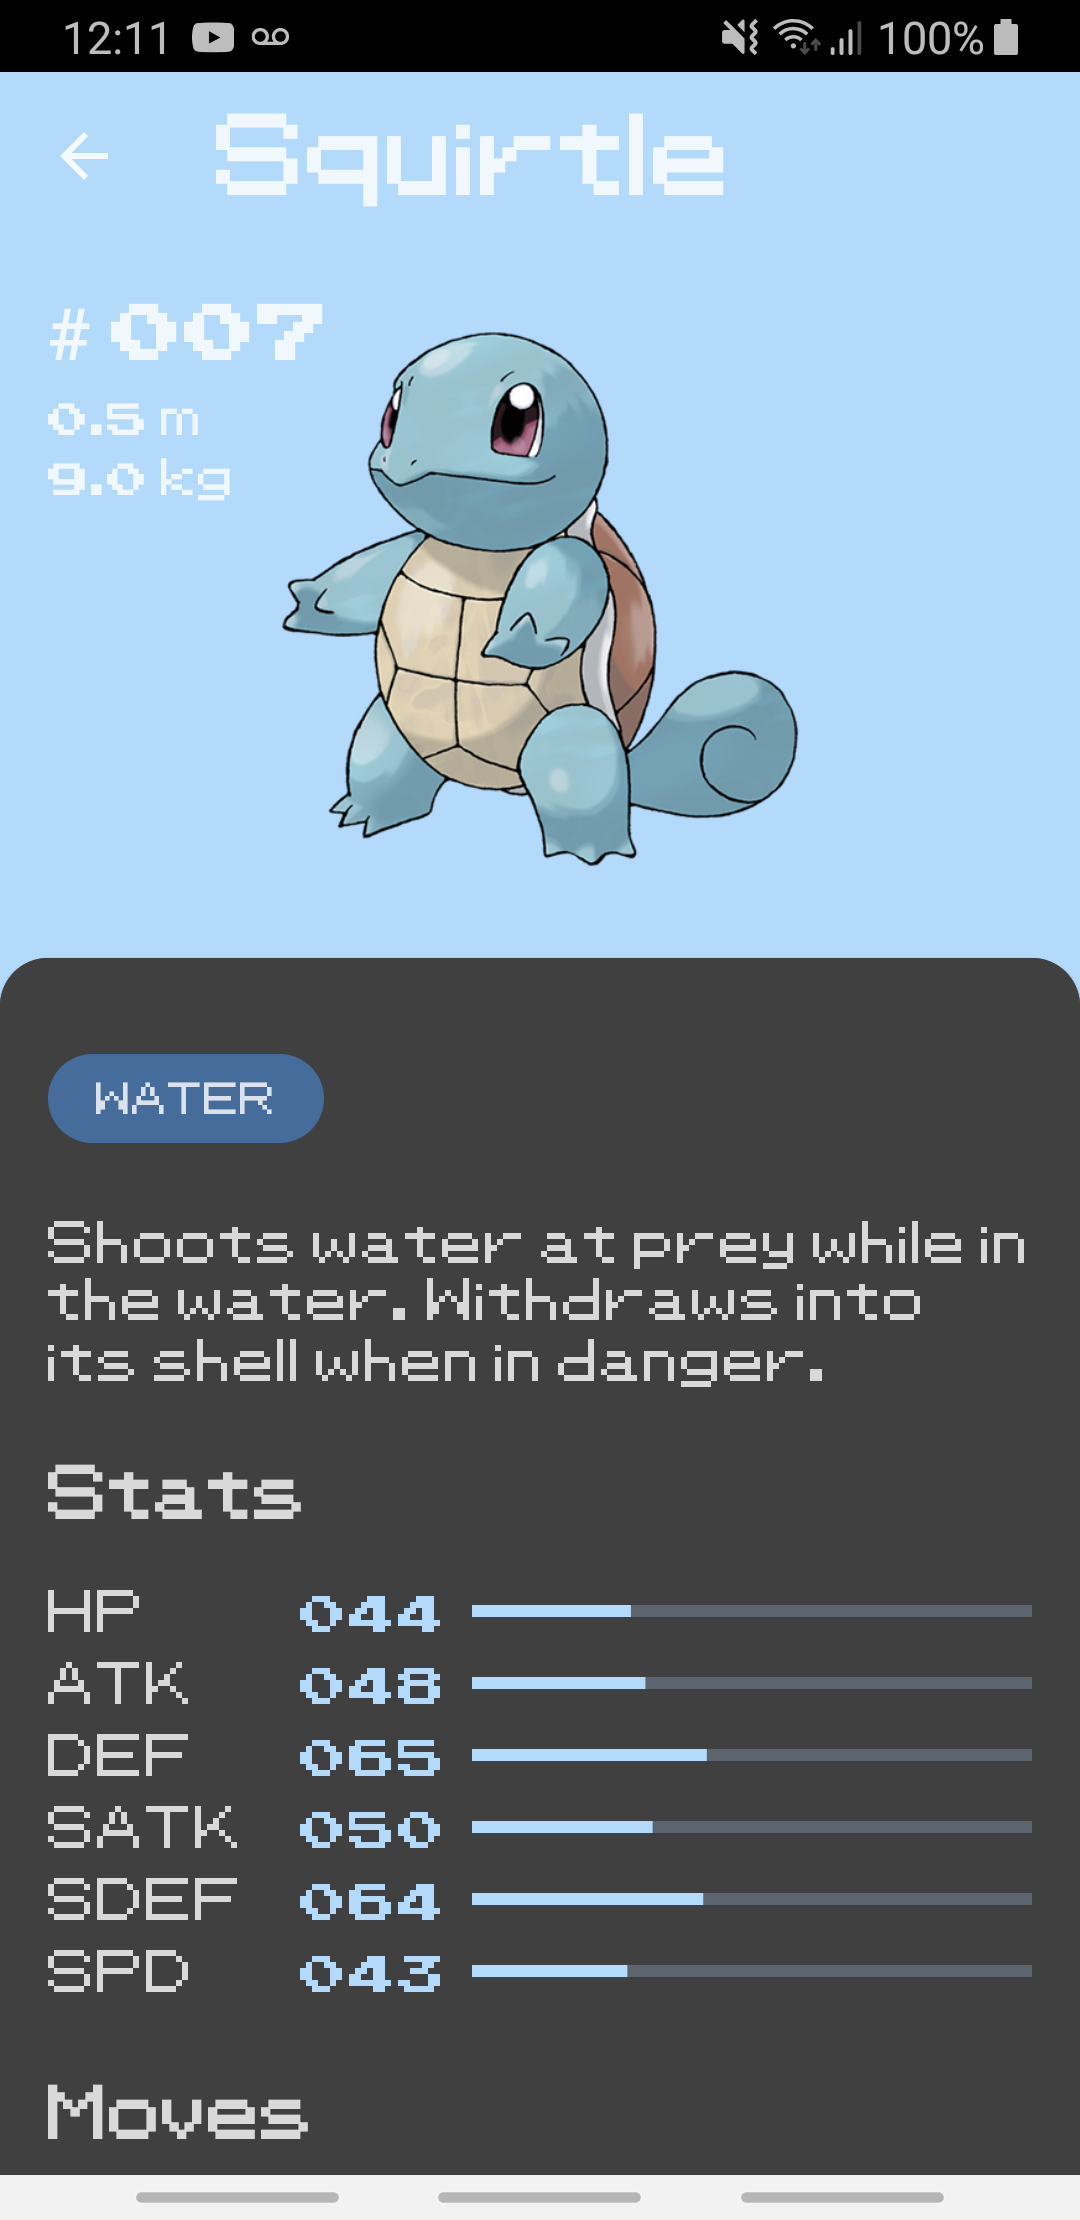 12:11 100%
Squirtle
# 007
0.5 m
9.0 kg
WATER
Shoots water at prey while in
the water. Withdraws into
its shell when in danger.
Stats
HP 044
ATK 048
DEF 065
SATK 050
SDEF 064
SPD 043
Moves